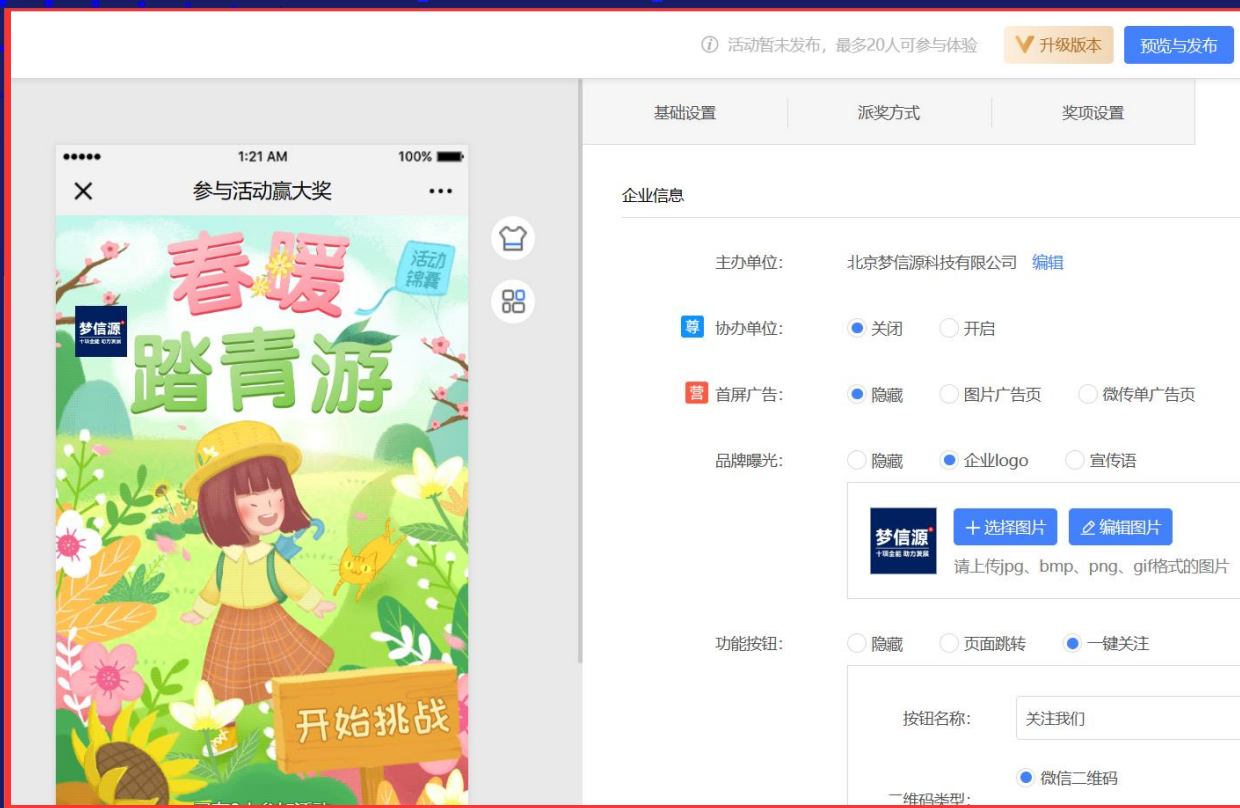 活动暂未发布，最多20人可参与体验
升级版本
预览与发布
基础设置 派奖方式 奖项设置
1:21 AM 100%
参与活动赢大奖
春暖
踏青游
活动
锦囊
梦信源
十项全能 助力发展
开始挑战
企业信息
主办单位： 北京梦信源科技有限公司 编辑
尊 协办单位： 关闭 开启
营 首屏广告： 隐藏 图片广告页 微传单广告页
品牌曝光： 隐藏 企业logo 宣传语
梦信源
十项全能 助力发展
选择图片 编辑图片
请上传jpg、bmp、png、gif格式的图片
功能按钮： 隐藏 页面跳转 一键关注
按钮名称： 关注我们
微信二维码
二维码类型：